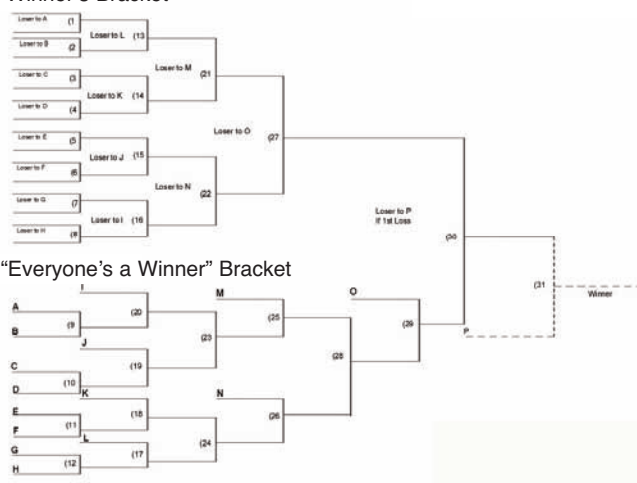 Winner's Bracket
Loser to A (1
Loser to L (13
Loser to B (2
Loser to M (21
Loser to C (3
Loser to K (14
Loser to D (4
Loser to O (27
Loser to E (5
Loser to J (15
Loser to F (6
Loser to N (22
Loser to G (7
Loser to I (16
Loser to H (8
Loser to P
If 1st Loss
(30
"Everyone's a Winner" Bracket
I
A
(9
B
(20
M
(25
O
(31
Winner
J
(23
(29
P
C
(10
D
(19
(28
K
E
(11
F
(18
N
(26
L
G
(12
H
(17
(24